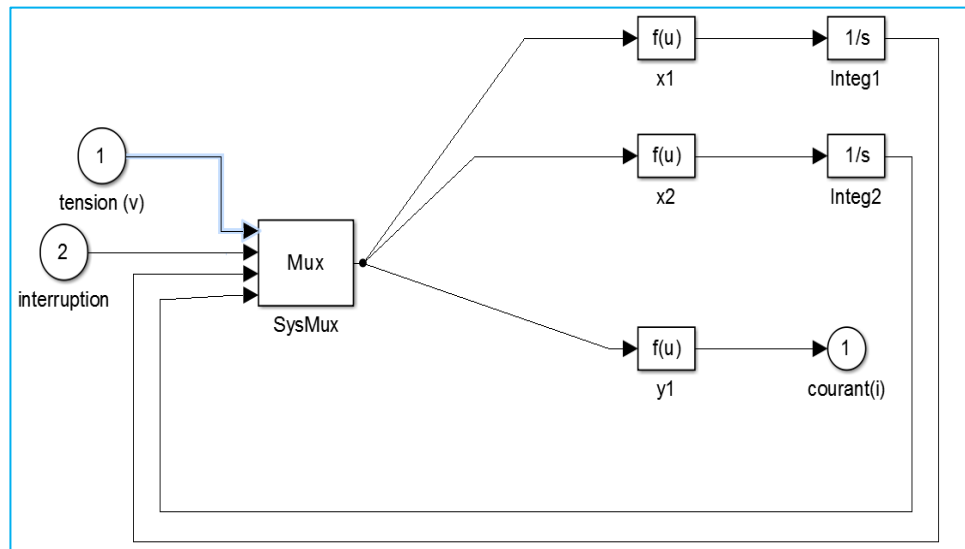 f(u)
1/s
x1
Integ1
1
f(u)
1/s
tension (v)
x2
Integ2
2
Mux
interruption
SysMux
f(u)
1
y1
courant(i)